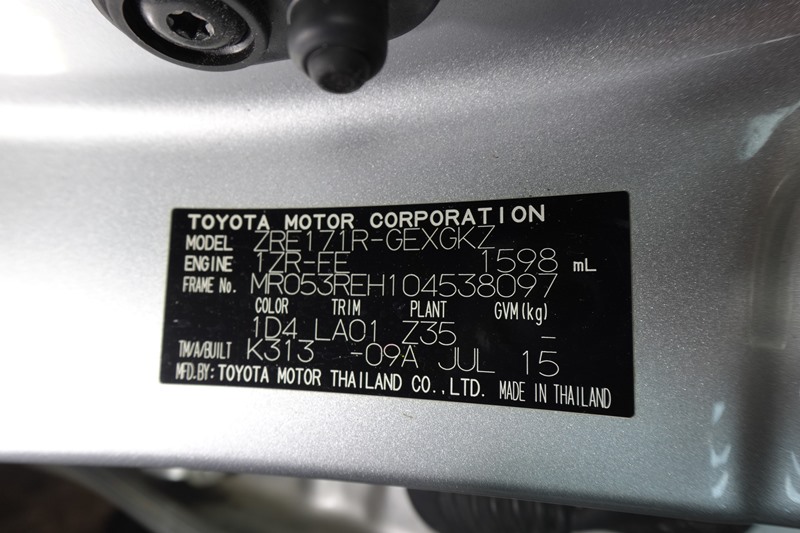 TOYOTA MOTOR CORPORATION
MODEL ZRE171R-GEXGKZ
ENGINE 1ZR-FE 1598 mL
FRAME No. MR053REH104538097
COLOR TRIM PLANT GVM(kg)
1D4 LA01 Z35 -
TM/A/BUILT K313 -09A JUL 15
MFD.BY: TOYOTA MOTOR THAILAND CO.,LTD. MADE IN THAILAND